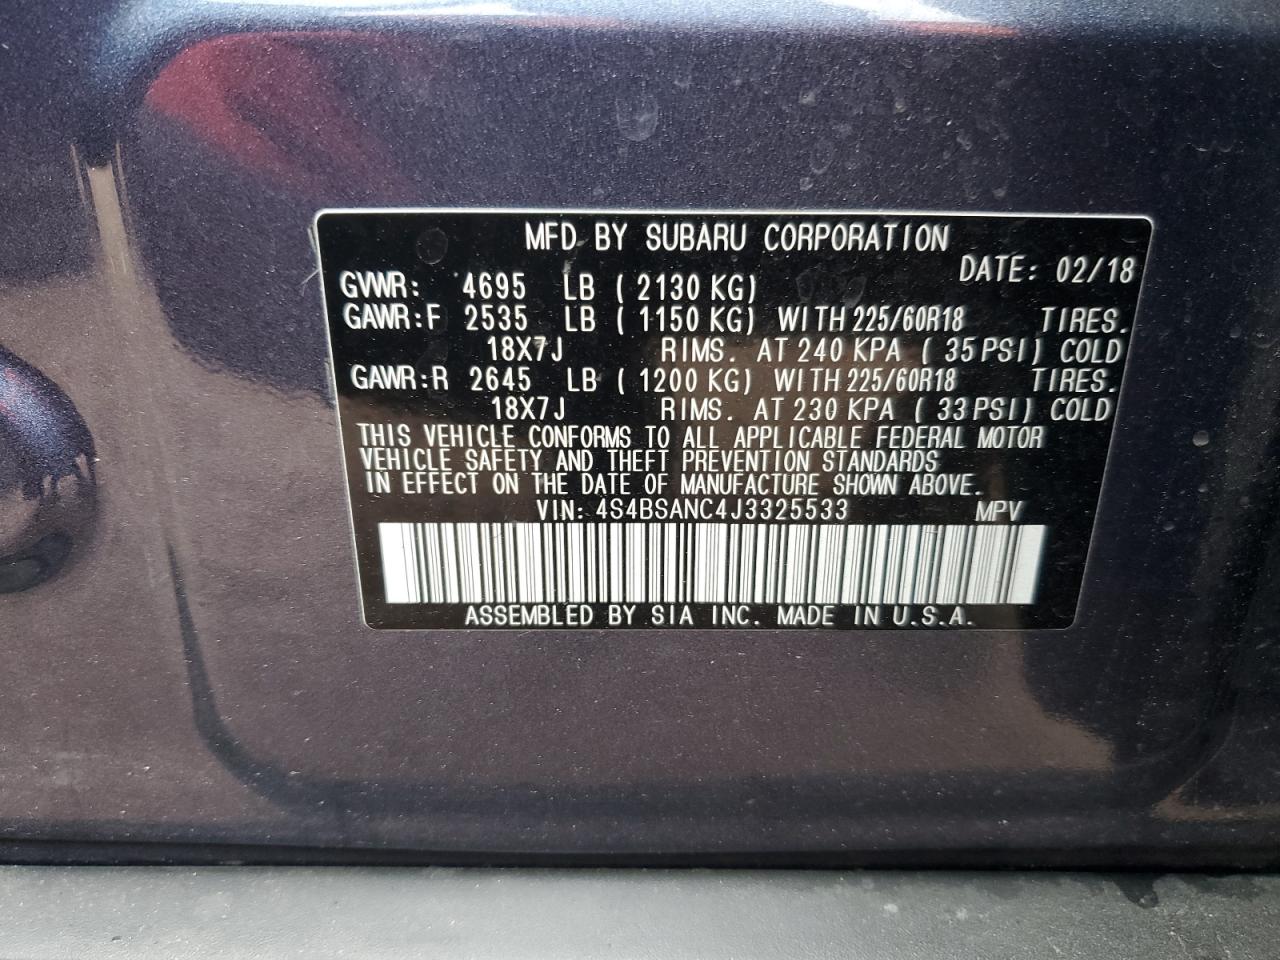 MFD BY SUBARU CORPORATION
DATE: 02/18
GVWR: 4695 LB ( 2130 KG)
GAWR:F 2535 LB ( 1150 KG) WITH 225/60R18 TIRES.
18X7J RIMS. AT 240 KPA ( 35 PSI) COLD
GAWR:R 2645 LB ( 1200 KG) WITH 225/60R18 TIRES.
18X7J RIMS. AT 230 KPA ( 33 PSI) COLD
THIS VEHICLE CONFORMS TO ALL APPLICABLE FEDERAL MOTOR
VEHICLE SAFETY AND THEFT PREVENTION STANDARDS
IN EFFECT ON THE DATE OF MANUFACTURE SHOWN ABOVE.
VIN: 4S4BSANC4J3325533 MPV
ASSEMBLED BY SIA INC. MADE IN U.S.A.